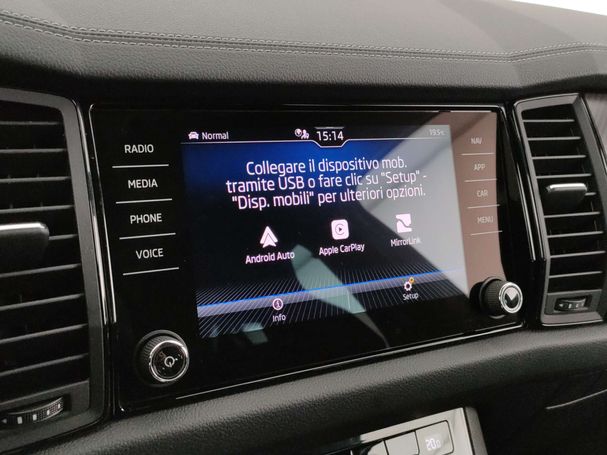 RADIO
MEDIA
PHONE
VOICE
Normal
15:14
19.5°C
Collegare il dispositivo mob.
tramite USB o fare clic su "Setup" -
"Disp. mobili" per ulteriori opzioni.
Android Auto
Apple CarPlay
MirrorLink
Info
Setup
NAV
APP
CAR
MENU
20